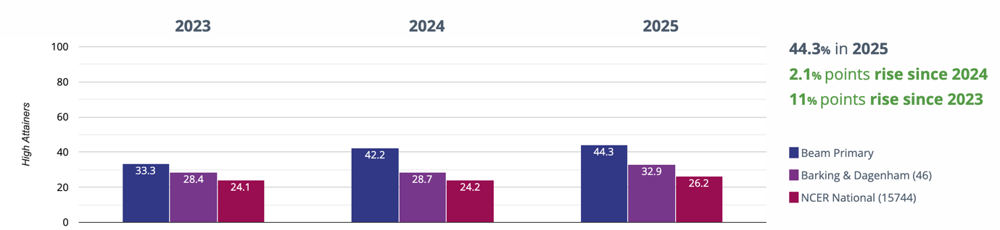 2023 2024 2025
100
80
60
40
20
0
High Attainers
33.3 28.4 24.1
42.2 28.7 24.2
44.3 32.9 26.2
44.3% in 2025
2.1% points rise since 2024
11% points rise since 2023
Beam Primary
Barking & Dagenham (46)
NCER National (15744)